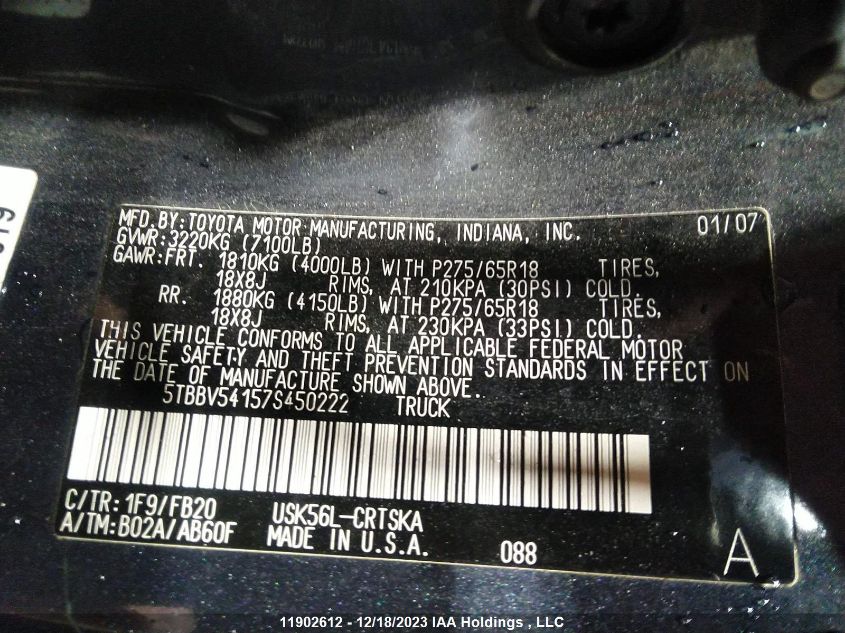 MFD. BY: TOYOTA MOTOR MANUFACTURING, INDIANA, INC. 01/07
GVWR: 3220KG (7100LB)
GAWR: FRT. 1810KG (4000LB) WITH P275/65R18 TIRES,
18X8J RIMS, AT 210KPA (30PSI) COLD.
RR. 1880KG (4150LB) WITH P275/65R18 TIRES,
18X8J RIMS, AT 230KPA (33PSI) COLD.
THIS VEHICLE CONFORMS TO ALL APPLICABLE FEDERAL MOTOR
VEHICLE SAFETY AND THEFT PREVENTION STANDARDS IN EFFECT ON
THE DATE OF MANUFACTURE SHOWN ABOVE.
5TBBV54157S450222 TRUCK
C/TR: 1F9/FB20 USK56L-CRTSKA
A/TM: B02A/AB60F MADE IN U.S.A. 088 A
11902612 - 12/18/2023 IAA Holdings , LLC